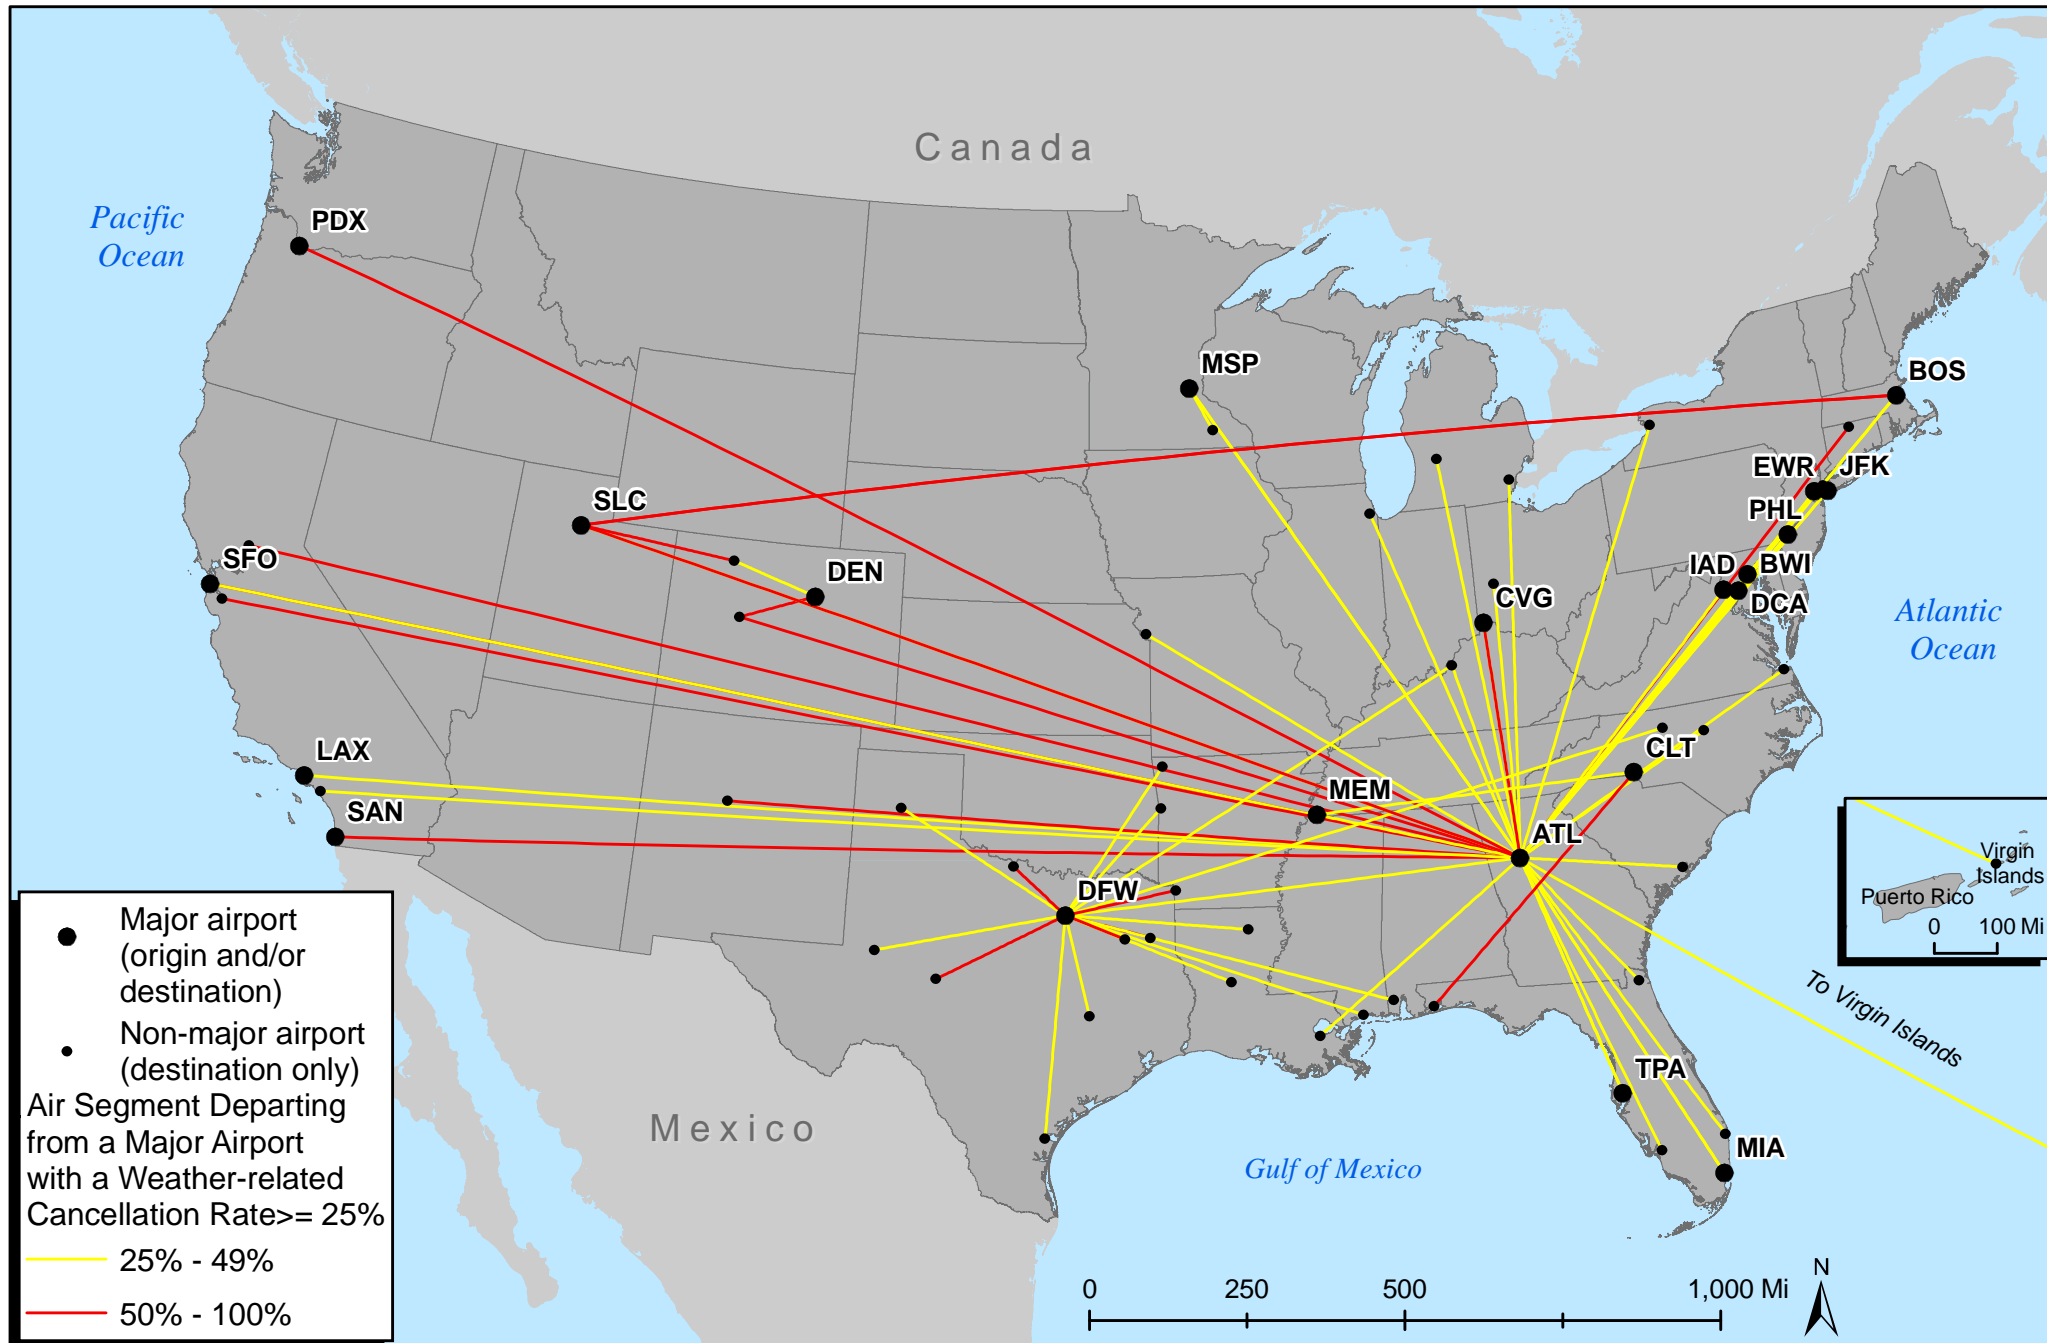 Canada
Pacific
Ocean
PDX
MSP
BOS
EWR
JFK
SLC
PHL
SFO
DEN
IAD
BWI
CVG
DCA
Atlantic
Ocean
LAX
CLT
SAN
MEM
ATL
DFW
Virgin
Islands
Puerto Rico
0 100 Mi
To Virgin Islands
TPA
MIA
Mexico
Gulf of Mexico
Major airport
(origin and/or
destination)
Non-major airport
(destination only)
Air Segment Departing
from a Major Airport
with a Weather-related
Cancellation Rate>= 25%
25% - 49%
50% - 100%
0 250 500 1,000 Mi
N